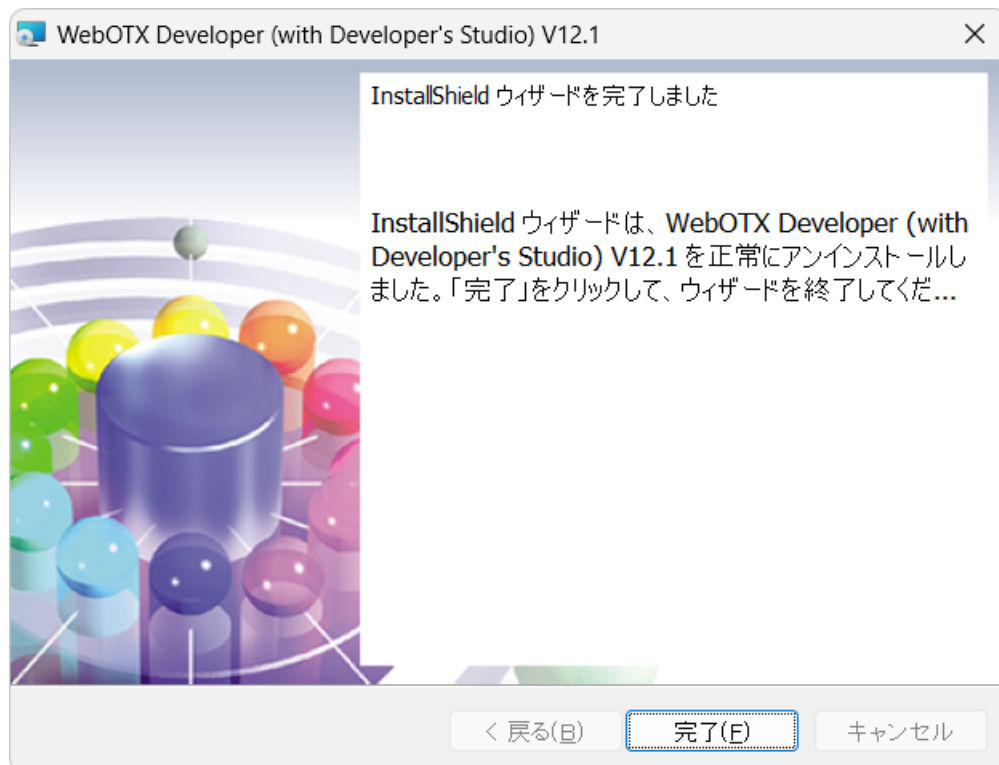 WebOTX Developer (with Developer's Studio) V12.1
InstallShield ウィザードを完了しました
InstallShield ウィザードは、WebOTX Developer (with
Developer's Studio) V12.1 を正常にアンインストールし
ました。「完了」をクリックして、ウィザードを終了してくだ...
< 戻る(B)
完了(F)
キャンセル